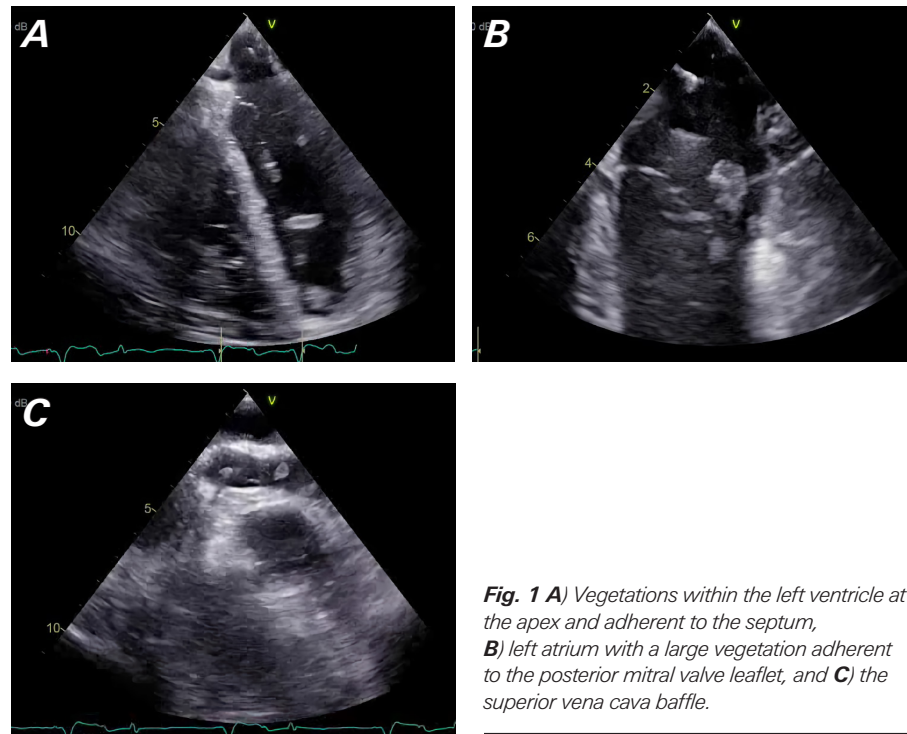 A
dB
V
5
10
B
0 dB
V
2
4
6
C
dB
V
5
10
Fig. 1 A) Vegetations within the left ventricle at
the apex and adherent to the septum,
B) left atrium with a large vegetation adherent
to the posterior mitral valve leaflet, and C) the
superior vena cava baffle.